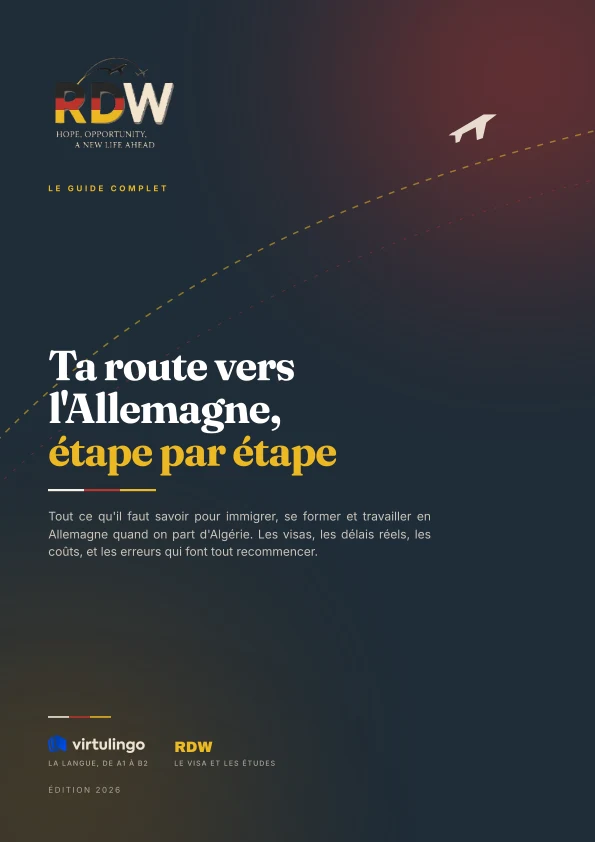 RDW
HOPE, OPPORTUNITY,
A NEW LIFE AHEAD
LE GUIDE COMPLET
Ta route vers
l'Allemagne,
étape par étape
Tout ce qu'il faut savoir pour immigrer, se former et travailler en
Allemagne quand on part d'Algérie. Les visas, les délais réels, les
coûts, et les erreurs qui font tout recommencer.
virtulingo
LA LANGUE, DE A1 À B2
RDW
LE VISA ET LES ÉTUDES
ÉDITION 2026